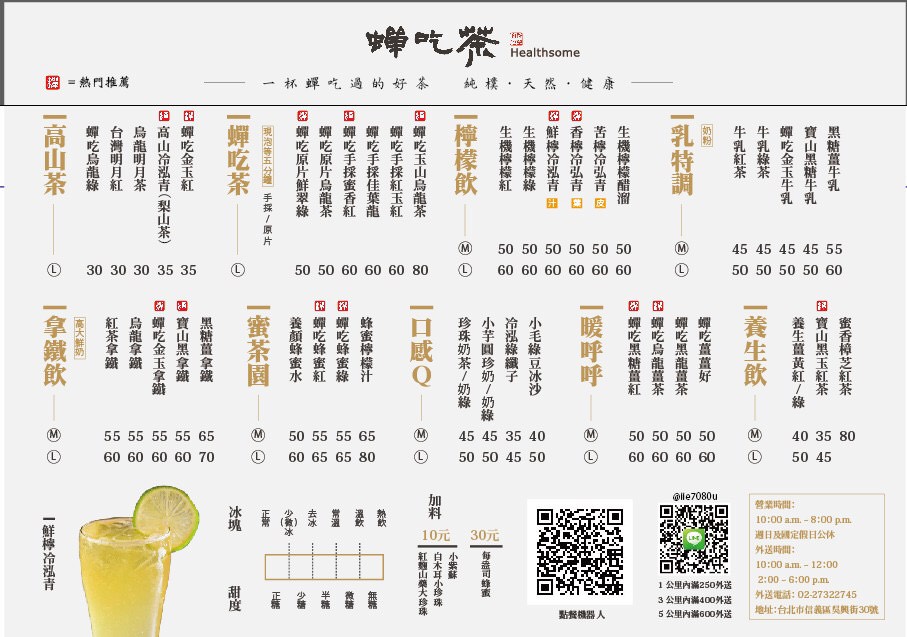 蟬吃茶
Healthsome
=熱門推薦
一杯蟬吃過的好茶 純樸・天然・健康
高山茶
蟬吃烏龍綠
台灣明月紅
烏龍明月茶
高山冷泓青(梨山茶)
蟬吃金玉紅
Ⓛ 30 30 30 35 35
蟬吃茶
現泡等五分鐘
手採/原片
蟬吃原片鮮翠綠
蟬吃原片烏龍茶
蟬吃手採蜜香紅
蟬吃手採佳葉龍
蟬吃手採紅玉紅
蟬吃玉山烏龍茶
Ⓛ 50 50 60 60 60 80
檸檬飲
生機檸檬紅
生機檸檬綠
鮮檸冷泓青 汁
香檸冷弘青
苦檸冷弘青 皮
生機檸檬醋溜
Ⓜ 50 50 50 50 50 50
Ⓛ 60 60 60 60 60 60
乳特調
奶粉
牛乳紅茶
牛乳綠茶
蟬吃金玉牛乳
寶山黑糖牛乳
黑糖薑牛乳
Ⓜ 45 45 45 45 55
Ⓛ 50 50 50 50 60
拿鐵飲
高大鮮奶
紅茶拿鐵
烏龍拿鐵
蟬吃金玉拿鐵
寶山黑拿鐵
黑糖薑拿鐵
Ⓜ 55 55 55 55 65
Ⓛ 60 60 60 60 70
蜜茶園
養顏蜂蜜水
蟬吃蜂蜜紅
蟬吃蜂蜜綠
蜂蜜檸檬汁
Ⓜ 50 55 55 65
Ⓛ 60 65 65 80
口感Q
珍珠奶茶/奶綠
小芋圓珍奶/奶綠
冷泓綠纖子
小毛綠豆冰沙
Ⓜ 45 45 35 40
Ⓛ 50 50 45 50
暖呼呼
蟬吃黑糖薑紅
蟬吃烏龍薑茶
蟬吃黑龍薑茶
蟬吃薑薑好
Ⓜ 50 50 50 50
Ⓛ 60 60 60 60
養生飲
養生薑黃紅/綠
寶山黑玉紅茶
蜜香樟芝紅茶
Ⓜ 40 35 80
Ⓛ 50 45
鮮檸冷泓青
冰塊
正常
少(微)冰
去冰
常溫
溫飲
熱飲
甜度
正糖
少糖
半糖
微糖
無糖
加料
10元
紅麴山藥大珍珠
白木耳小珍珠
小紫蘇
30元
每盎司蜂蜜
點餐機器人
@iie7080u
LINE
1 公里內滿250外送
3 公里內滿400外送
5 公里內滿600外送
營業時間:
10:00 a.m. – 8:00 p.m.
週日及國定假日公休
外送時間:
10:00 a.m. – 12:00
2:00 – 6:00 p.m.
外送電話: 02-27322745
地址:台北市信義區吳興街30號